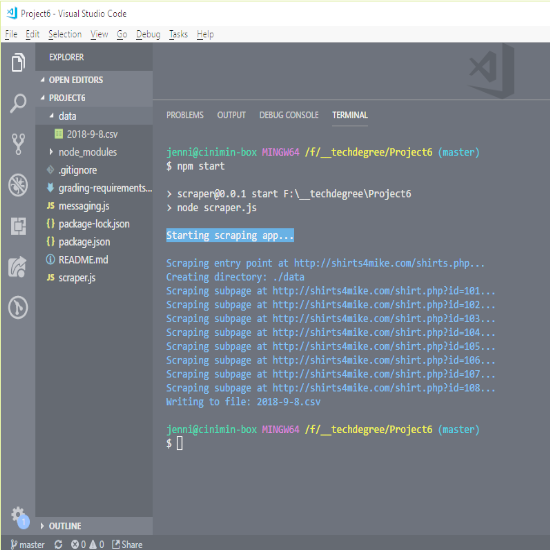 Project6 - Visual Studio Code
File Edit Selection View Go Debug Tasks Help
EXPLORER
OPEN EDITORS
PROJECT6
data
2018-9-8.csv
node_modules
.gitignore
grading-requirements...
JS messaging.js
{} package-lock.json
{} package.json
README.md
JS scraper.js
OUTLINE
PROBLEMS OUTPUT DEBUG CONSOLE TERMINAL
jenni@cinimin-box MINGW64 /f/__techdegree/Project6 (master)
$ npm start
> scraper@0.0.1 start F:\__techdegree\Project6
> node scraper.js
Starting scraping app...
Scraping entry point at http://shirts4mike.com/shirts.php...
Creating directory: ./data
Scraping subpage at http://shirts4mike.com/shirt.php?id=101...
Scraping subpage at http://shirts4mike.com/shirt.php?id=102...
Scraping subpage at http://shirts4mike.com/shirt.php?id=103...
Scraping subpage at http://shirts4mike.com/shirt.php?id=104...
Scraping subpage at http://shirts4mike.com/shirt.php?id=105...
Scraping subpage at http://shirts4mike.com/shirt.php?id=106...
Scraping subpage at http://shirts4mike.com/shirt.php?id=107...
Scraping subpage at http://shirts4mike.com/shirt.php?id=108...
Writing to file: 2018-9-8.csv
jenni@cinimin-box MINGW64 /f/__techdegree/Project6 (master)
$
1
master 0 0 Share